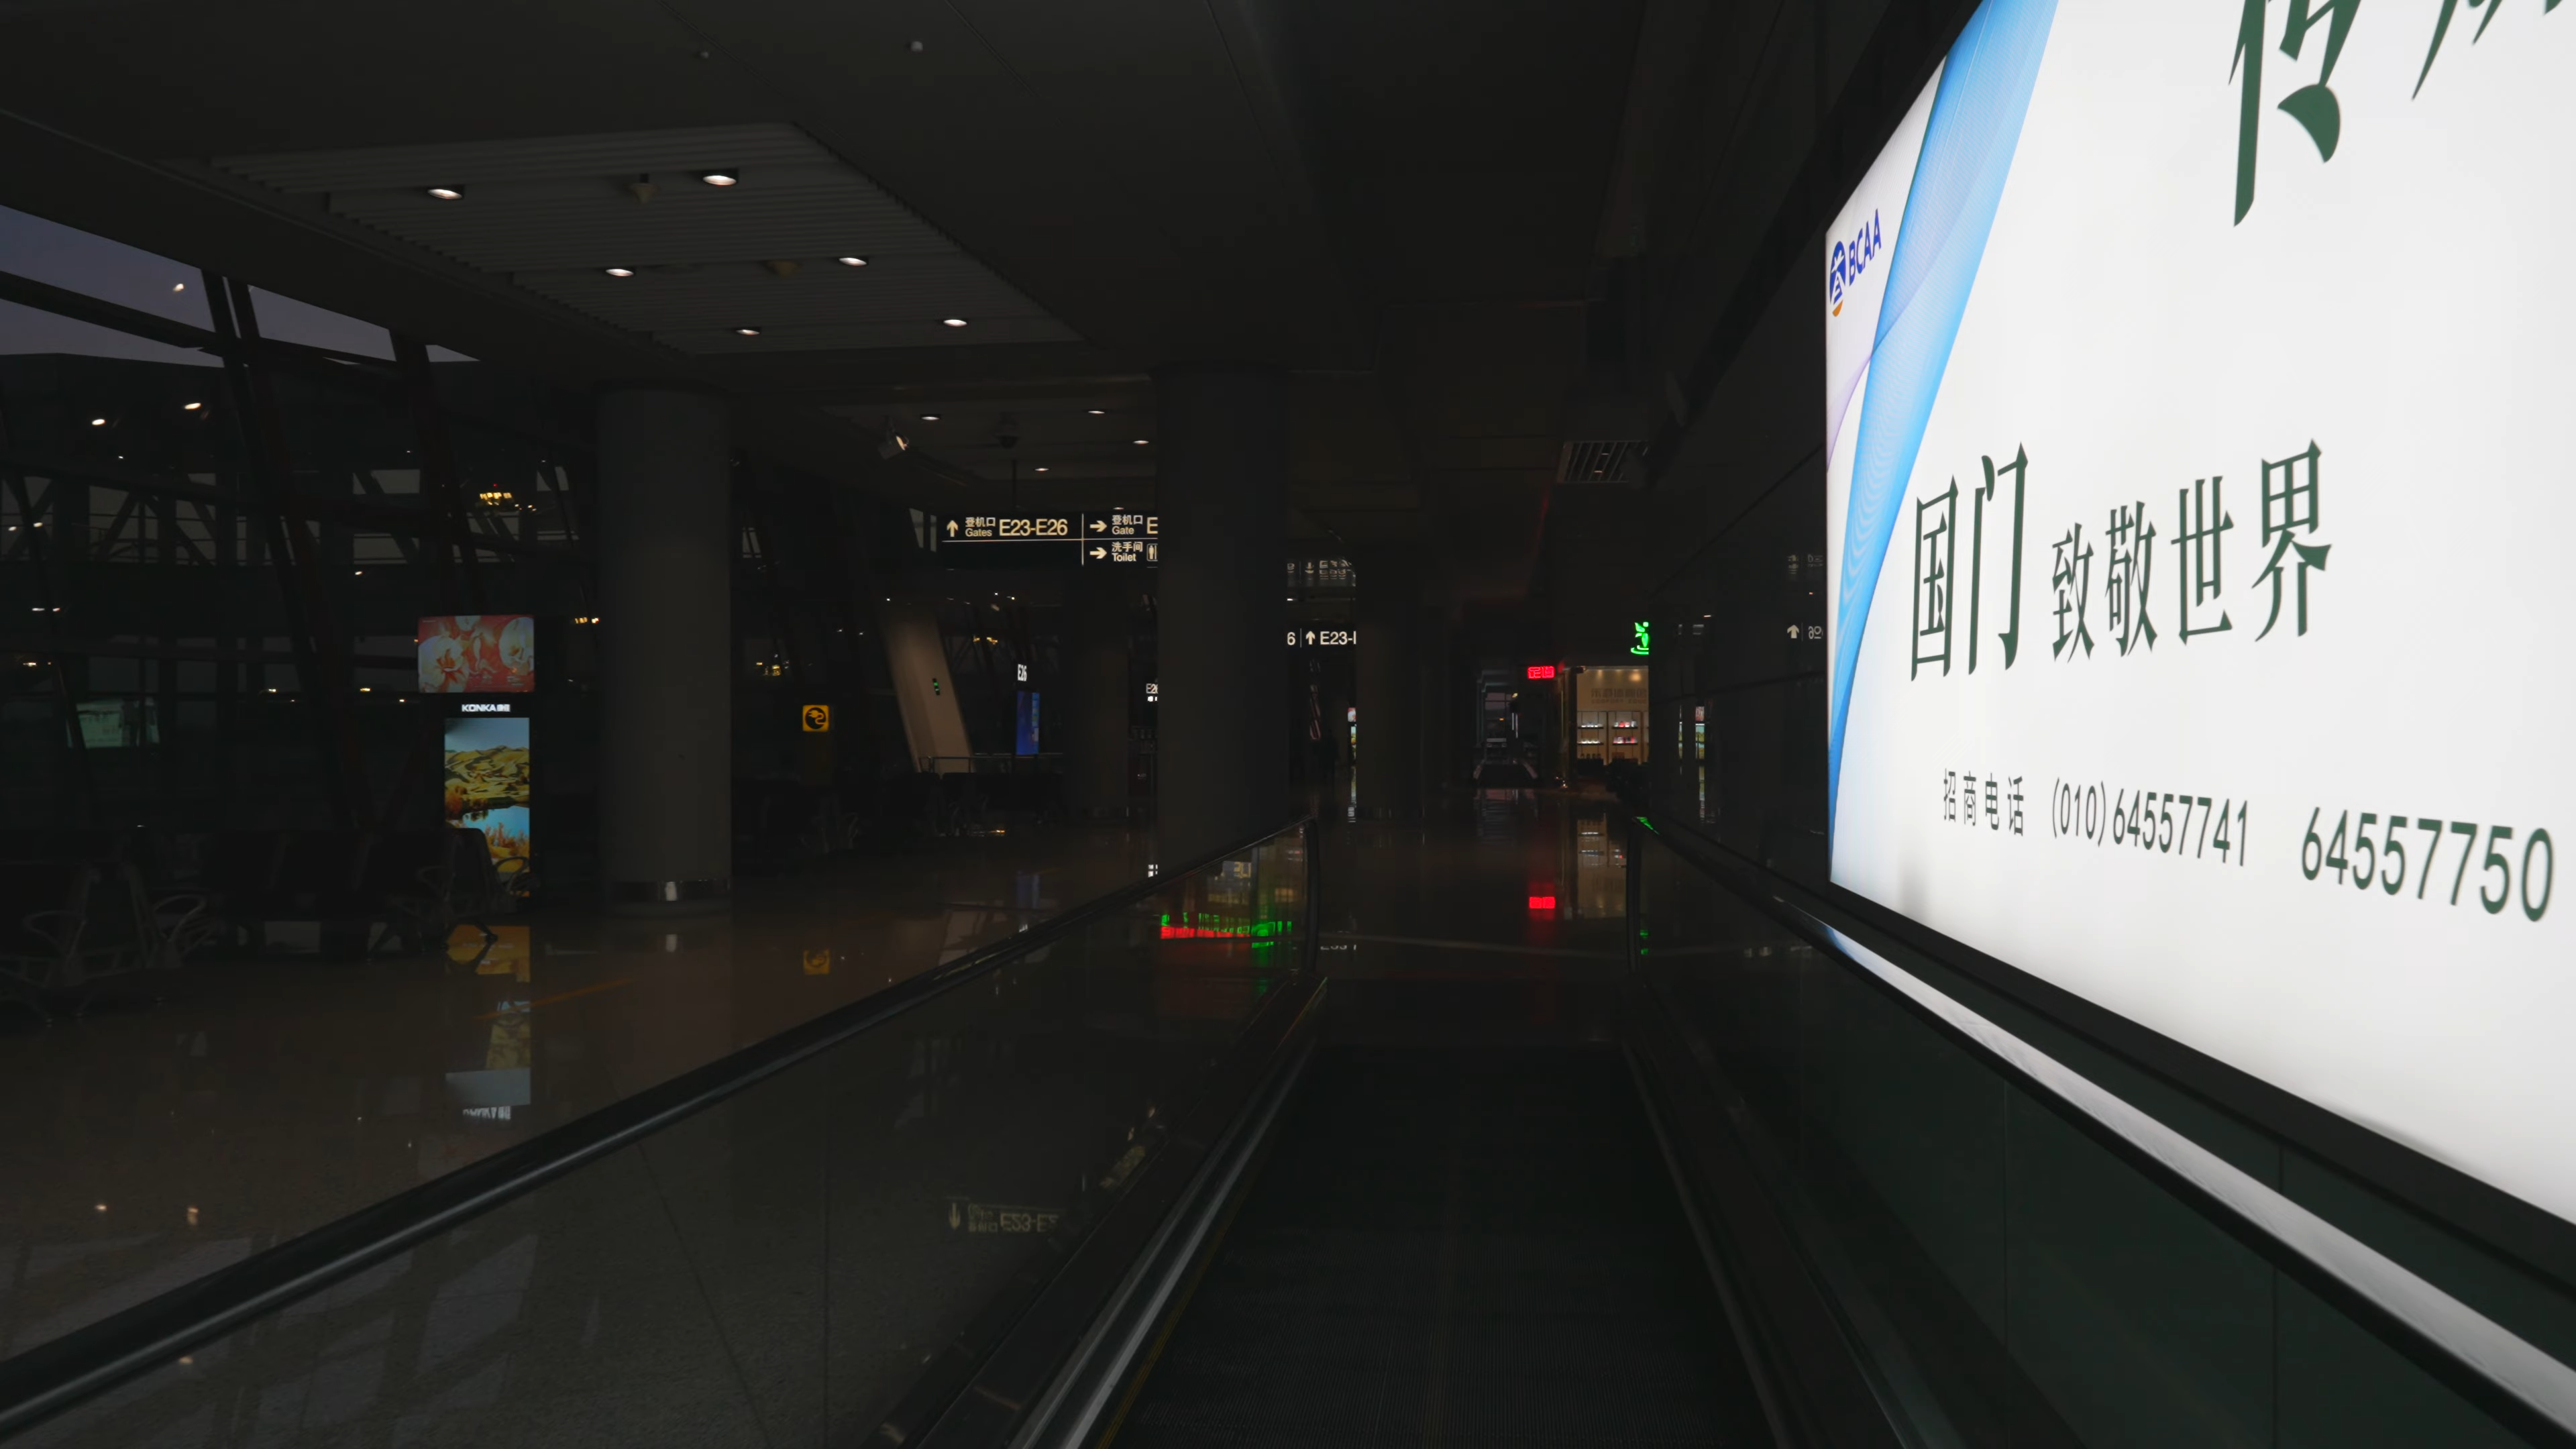 BCAA
国门 致敬世界
招商电话 (010)64557741 64557750
登机口 Gates E23-E26
登机口 Gate E
洗手间 Toilet
E23-
E26
KONKA